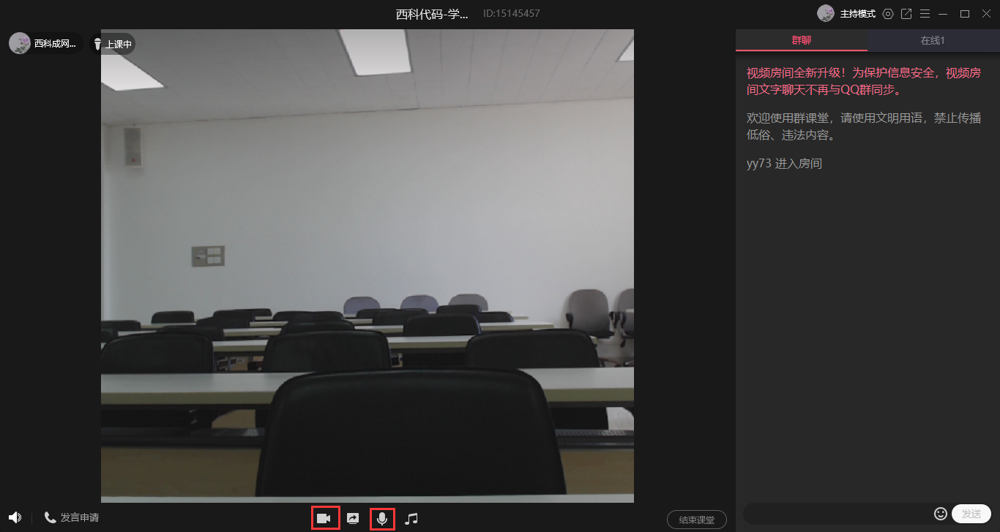 西科代码-学... ID:15145457
主持模式
西科成网...
上课中
群聊 在线1
视频房间全新升级！为保护信息安全，视频房
间文字聊天不再与QQ群同步。
欢迎使用群课堂，请使用文明用语，禁止传播
低俗、违法内容。
yy73 进入房间
发言申请
结束课堂
发送